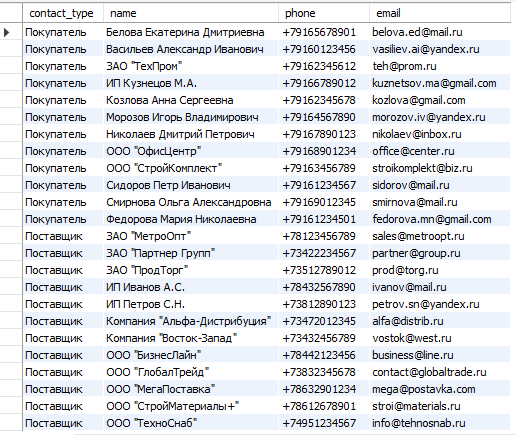 contact_type name phone email
Покупатель Белова Екатерина Дмитриевна +79165678901 belova.ed@mail.ru
Покупатель Васильев Александр Иванович +79160123456 vasiliev.ai@yandex.ru
Покупатель ЗАО "ТехПром" +79162345612 teh@prom.ru
Покупатель ИП Кузнецов М.А. +79166789012 kuznetsov.ma@gmail.com
Покупатель Козлова Анна Сергеевна +79162345678 kozlova@gmail.com
Покупатель Морозов Игорь Владимирович +79164567890 morozov.iv@yandex.ru
Покупатель Николаев Дмитрий Петрович +79167890123 nikolaev@inbox.ru
Покупатель ООО "ОфисЦентр" +79168901234 office@center.ru
Покупатель ООО "СтройКомплект" +79163456789 stroikomplekt@biz.ru
Покупатель Сидоров Петр Иванович +79161234567 sidorov@mail.ru
Покупатель Смирнова Ольга Александровна +79169012345 smirnova@mail.ru
Покупатель Федорова Мария Николаевна +79161234501 fedorova.mn@gmail.com
Поставщик ЗАО "МетроОпт" +78123456789 sales@metroopt.ru
Поставщик ЗАО "Партнер Групп" +73422234567 partner@group.ru
Поставщик ЗАО "ПродТорг" +73512789012 prod@torg.ru
Поставщик ИП Иванов А.С. +78432567890 ivanov@mail.ru
Поставщик ИП Петров С.Н. +73812890123 petrov.sn@yandex.ru
Поставщик Компания "Альфа-Дистрибуция" +73472012345 alfa@distrib.ru
Поставщик Компания "Восток-Запад" +73432456789 vostok@west.ru
Поставщик ООО "БизнесЛайн" +78442123456 business@line.ru
Поставщик ООО "ГлобалТрейд" +73832345678 contact@globaltrade.ru
Поставщик ООО "МегаПоставка" +78632901234 mega@postavka.com
Поставщик ООО "СтройМатериалы+" +78612678901 stroi@materials.ru
Поставщик ООО "ТехноСнаб" +74951234567 info@tehnosnab.ru